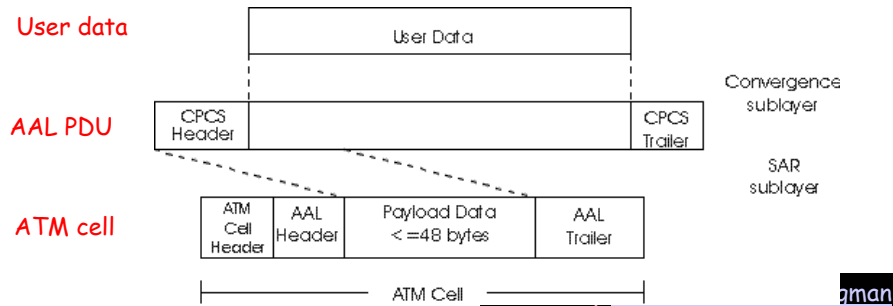 User data
User Data
Convergence
sublayer
AAL PDU
CPCS
Header
CPCS
Trailer
SAR
sublayer
ATM cell
ATM
Cell
Header
AAL
Header
Payload Data
< =48 bytes
AAL
Trailer
ATM Cell
gman